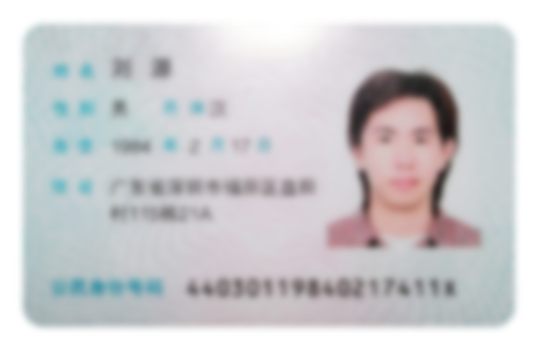 姓名 刘
性别 男 民族 汉
出生 1984 年 2 月 17 日
住址 广东省深圳市福田区益田
村115栋21A
公民身份号码 44030119840217411X